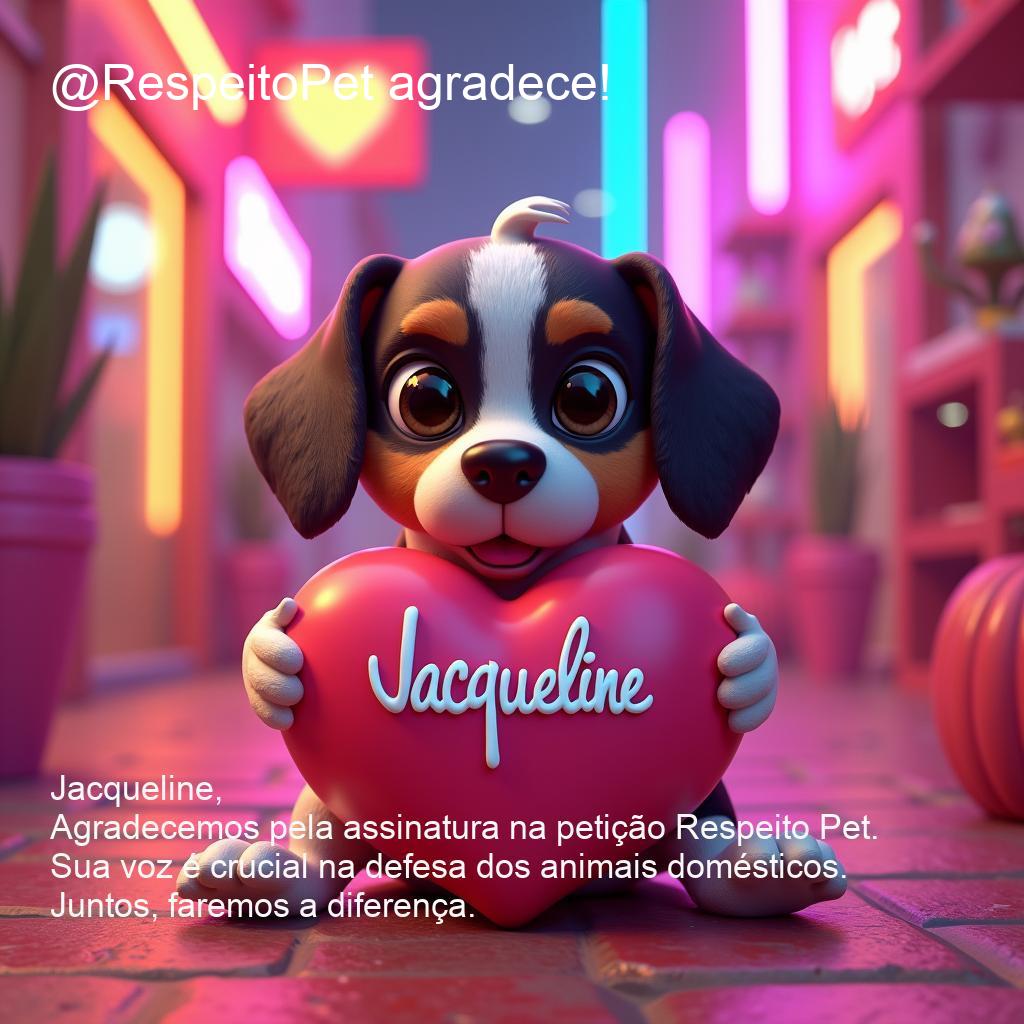 @RespeitoPet agradece!
Jacqueline
Jacqueline,
Agradecemos pela assinatura na petição Respeito Pet.
Sua voz é crucial na defesa dos animais domésticos.
Juntos, faremos a diferença.